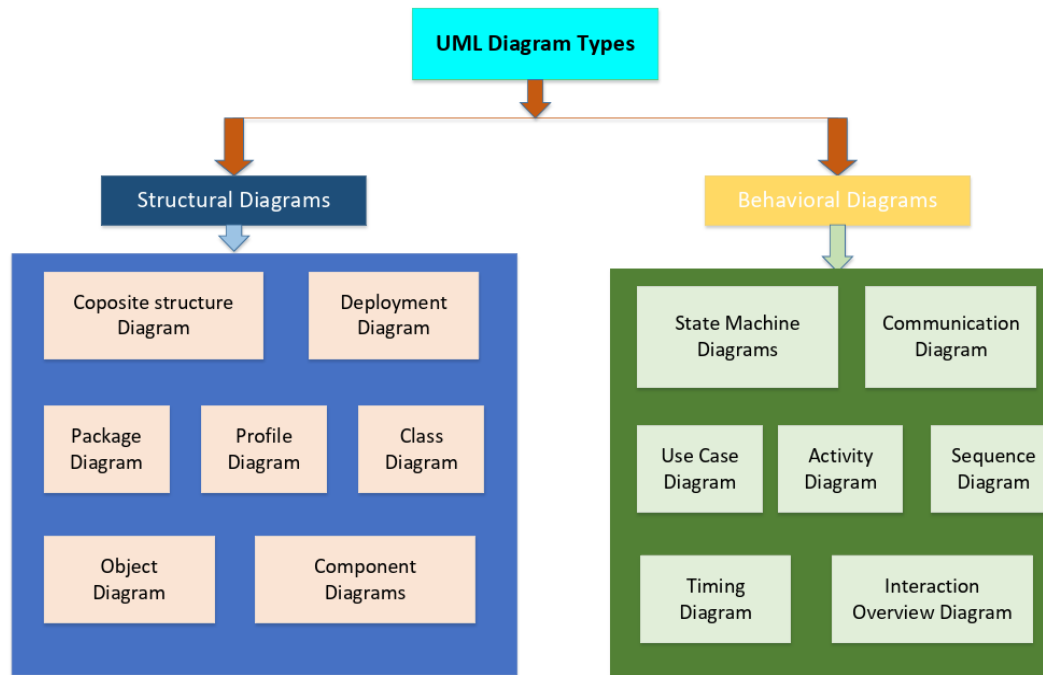 UML Diagram Types
Structural Diagrams
Behavioral Diagrams
Coposite structure
Diagram
Deployment
Diagram
Package
Diagram
Profile
Diagram
Class
Diagram
Object
Diagram
Component
Diagrams
State Machine
Diagrams
Communication
Diagram
Use Case
Diagram
Activity
Diagram
Sequence
Diagram
Timing
Diagram
Interaction
Overview Diagram